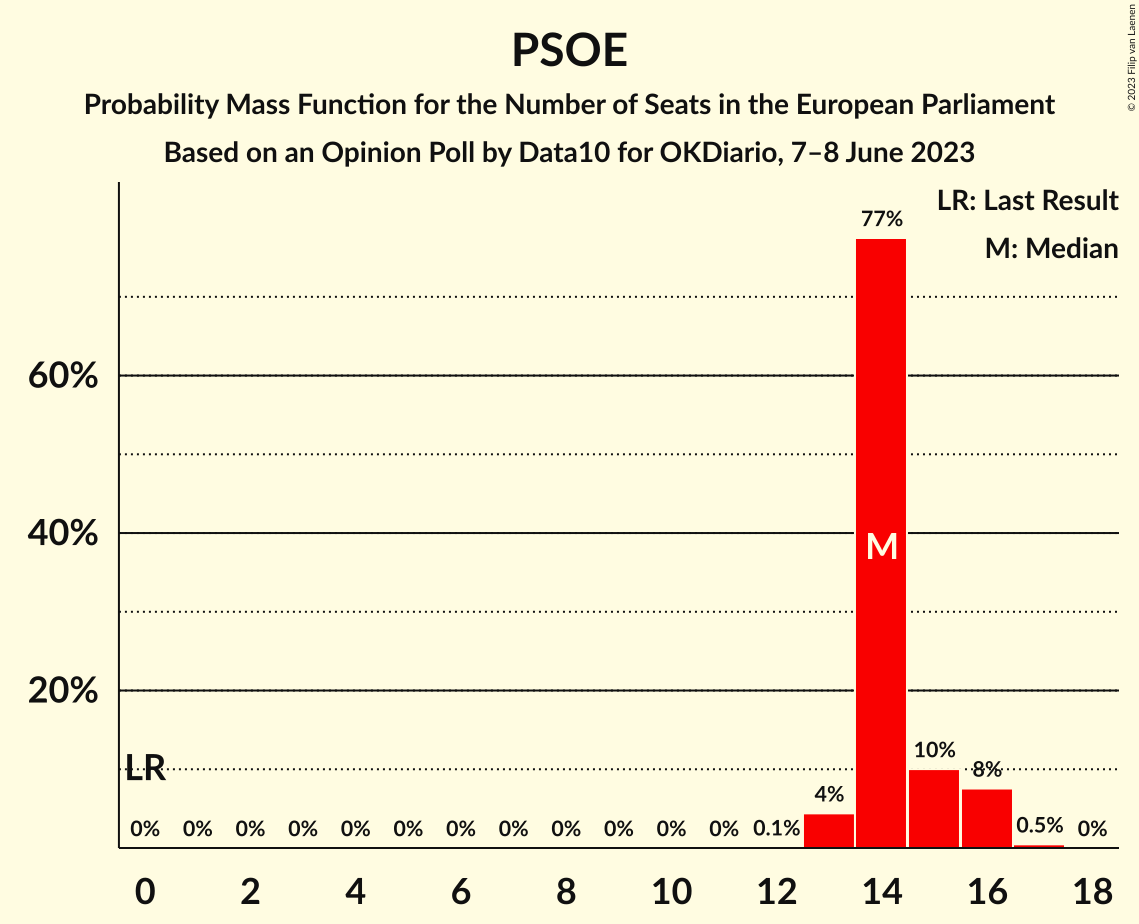 PSOE
Probability Mass Function for the Number of Seats in the European Parliament
Based on an Opinion Poll by Data10 for OKDiario, 7–8 June 2023
© 2023 Filip van Laenen
LR: Last Result
M: Median
77%
60%
40%
M
20%
LR
10%
8%
4%
0% 0% 0% 0% 0% 0% 0% 0% 0% 0% 0% 0% 0.1% 0.5% 0%
0 2 4 6 8 10 12 14 16 18